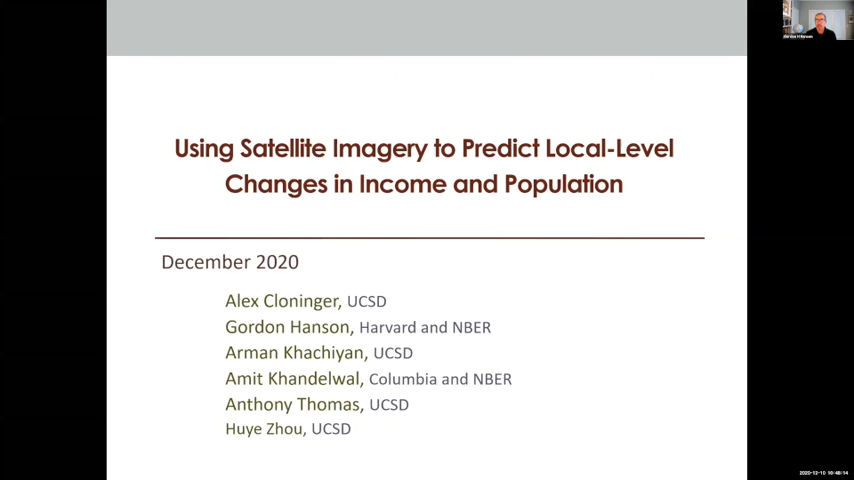 Using Satellite Imagery to Predict Local-Level
Changes in Income and Population
December 2020
Alex Cloninger, UCSD
Gordon Hanson, Harvard and NBER
Arman Khachiyan, UCSD
Amit Khandelwal, Columbia and NBER
Anthony Thomas, UCSD
Huye Zhou, UCSD